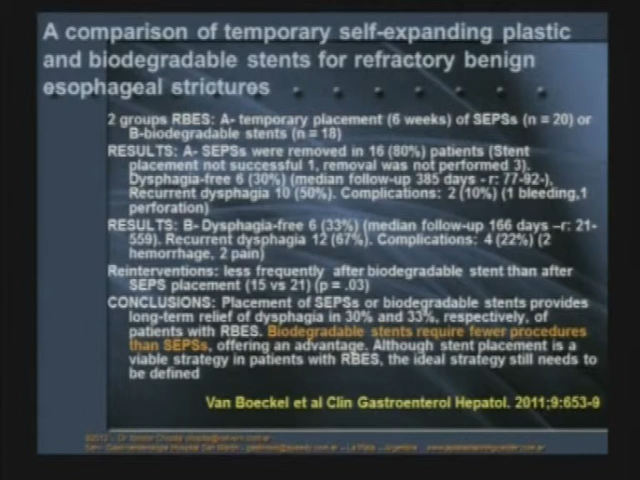 A comparison of temporary self-expanding plastic
and biodegradable stents for refractory benign
esophageal strictures
2 groups RBES: A- temporary placement (6 weeks) of SEPSs (n = 20) or
B-biodegradable stents (n = 18)
RESULTS: A- SEPSs were removed in 16 (80%) patients (Stent
placement not successful 1, removal was not performed 3).
Dysphagia-free 6 (30%) (median follow-up 385 days - r: 77-92-),
Recurrent dysphagia 10 (50%). Complications: 2 (10%) (1 bleeding,1
perforation)
RESULTS: B- Dysphagia-free 6 (33%) (median follow-up 166 days –r: 21-
559). Recurrent dysphagia 12 (67%). Complications: 4 (22%) (2
hemorrhage, 2 pain)
Reinterventions: less frequently after biodegradable stent than after
SEPS placement (15 vs 21) (p = .03)
CONCLUSIONS: Placement of SEPSs or biodegradable stents provides
long-term relief of dysphagia in 30% and 33%, respectively, of
patients with RBES. Biodegradable stents require fewer procedures
than SEPSs, offering an advantage. Although stent placement is a
viable strategy in patients with RBES, the ideal strategy still needs to
be defined
Van Boeckel et al Clin Gastroenterol Hepatol. 2011;9:653-9
Dr.
Hospital San Martin - La Plata - Argentina